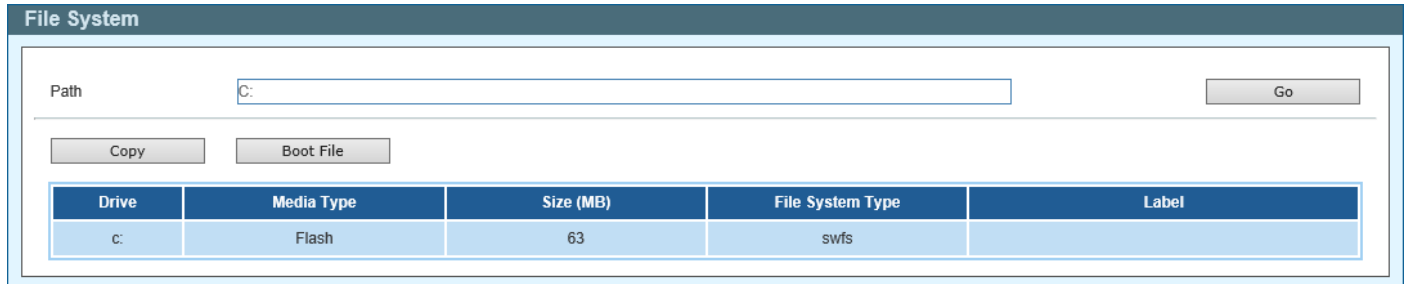 File System
Path C: Go
Copy Boot File
Drive Media Type Size (MB) File System Type Label
c: Flash 63 swfs